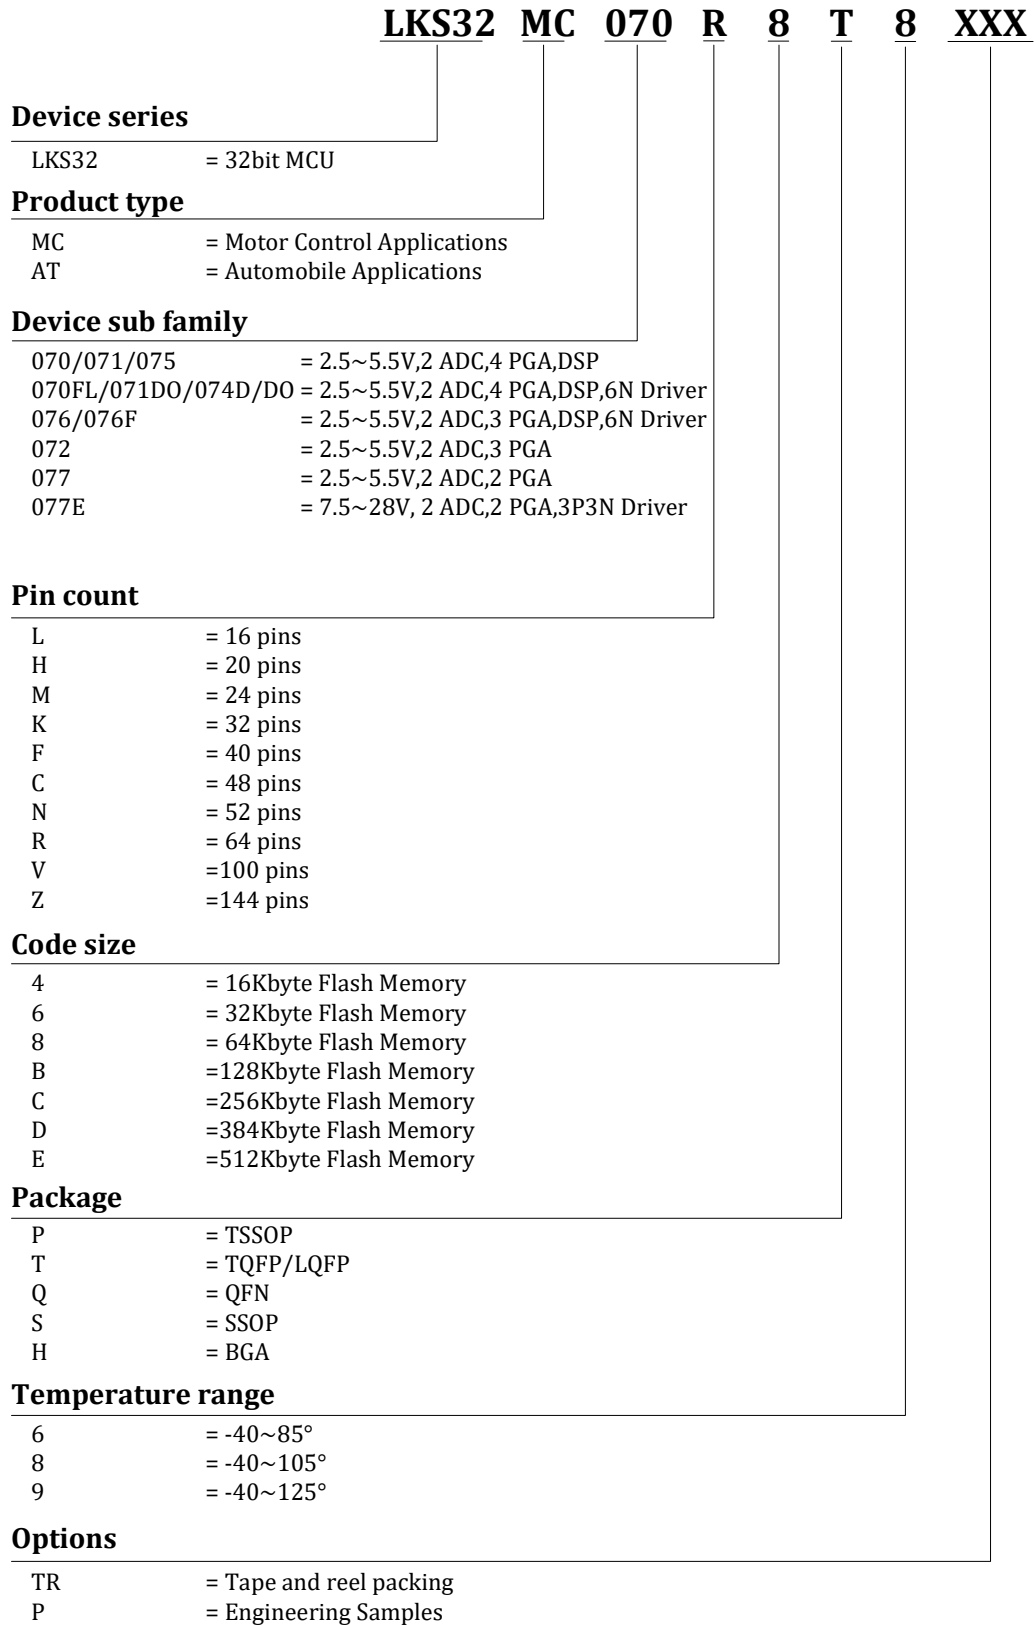 LKS32 MC 070 R 8 T 8 XXX
Device series
LKS32 = 32bit MCU
Product type
MC = Motor Control Applications
AT = Automobile Applications
Device sub family
070/071/075 = 2.5~5.5V,2 ADC,4 PGA,DSP
070FL/071DO/074D/DO = 2.5~5.5V,2 ADC,4 PGA,DSP,6N Driver
076/076F = 2.5~5.5V,2 ADC,3 PGA,DSP,6N Driver
072 = 2.5~5.5V,2 ADC,3 PGA
077 = 2.5~5.5V,2 ADC,2 PGA
077E = 7.5~28V, 2 ADC,2 PGA,3P3N Driver
Pin count
L = 16 pins
H = 20 pins
M = 24 pins
K = 32 pins
F = 40 pins
C = 48 pins
N = 52 pins
R = 64 pins
V =100 pins
Z =144 pins
Code size
4 = 16Kbyte Flash Memory
6 = 32Kbyte Flash Memory
8 = 64Kbyte Flash Memory
B =128Kbyte Flash Memory
C =256Kbyte Flash Memory
D =384Kbyte Flash Memory
E =512Kbyte Flash Memory
Package
P = TSSOP
T = TQFP/LQFP
Q = QFN
S = SSOP
H = BGA
Temperature range
6 = -40~85°
8 = -40~105°
9 = -40~125°
Options
TR = Tape and reel packing
P = Engineering Samples